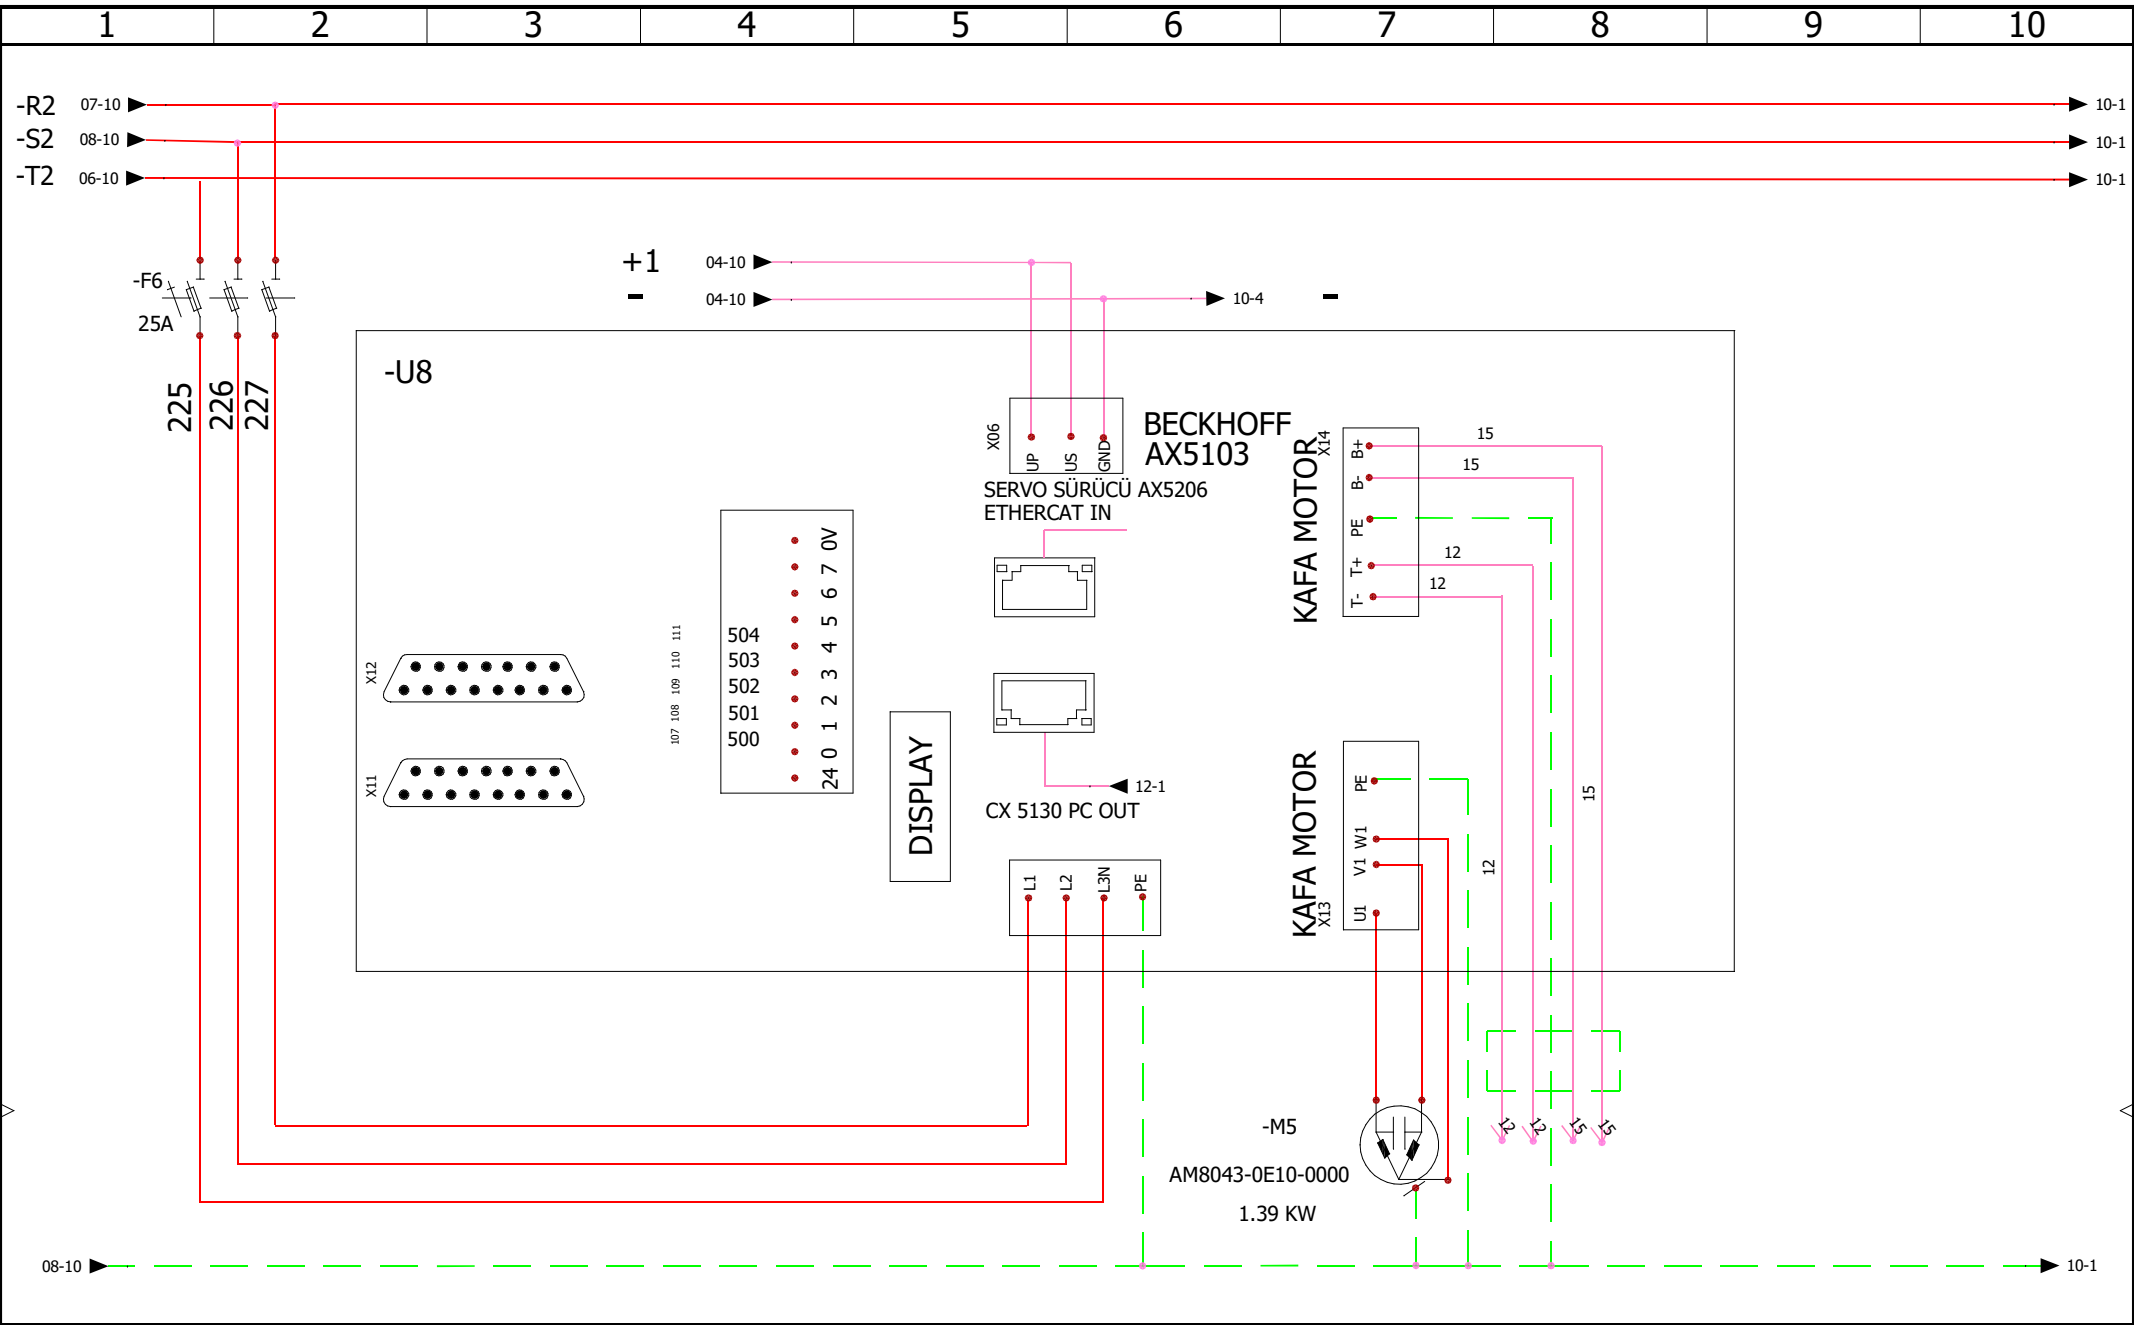 1 2 3 4 5 6 7 8 9 10
-R2 07-10 10-1
-S2 08-10 10-1
-T2 06-10 10-1
+1 04-10
- 04-10 10-4 -
-F6
25A
225
226
227
-U8
X06
UP
US
GND
BECKHOFF
AX5103
SERVO SÜRÜCÜ AX5206
ETHERCAT IN
KAFA MOTOR
X14
B+
B-
PE
T+
T-
15
15
12
12
0V
7
6
5
4
3
2
1
0
24
504
503
502
501
500
111
110
109
108
107
X12
X11
DISPLAY
12-1
CX 5130 PC OUT
L1
L2
L3N
PE
KAFA MOTOR
X13
PE
W1
V1
U1
15
12
12
12
15
15
-M5
AM8043-0E10-0000
1.39 KW
08-10 10-1